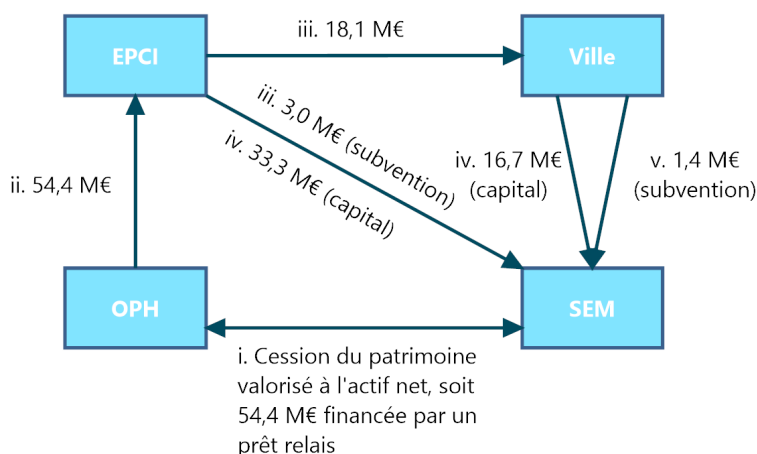 iii. 18,1 M€
EPCI
Ville
iii. 3,0 M€ (subvention)
iv. 33,3 M€ (capital)
iv. 16,7 M€
(capital)
v. 1,4 M€
(subvention)
ii. 54,4 M€
OPH
SEM
i. Cession du patrimoine
valorisé à l'actif net, soit
54,4 M€ financée par un
prêt relais